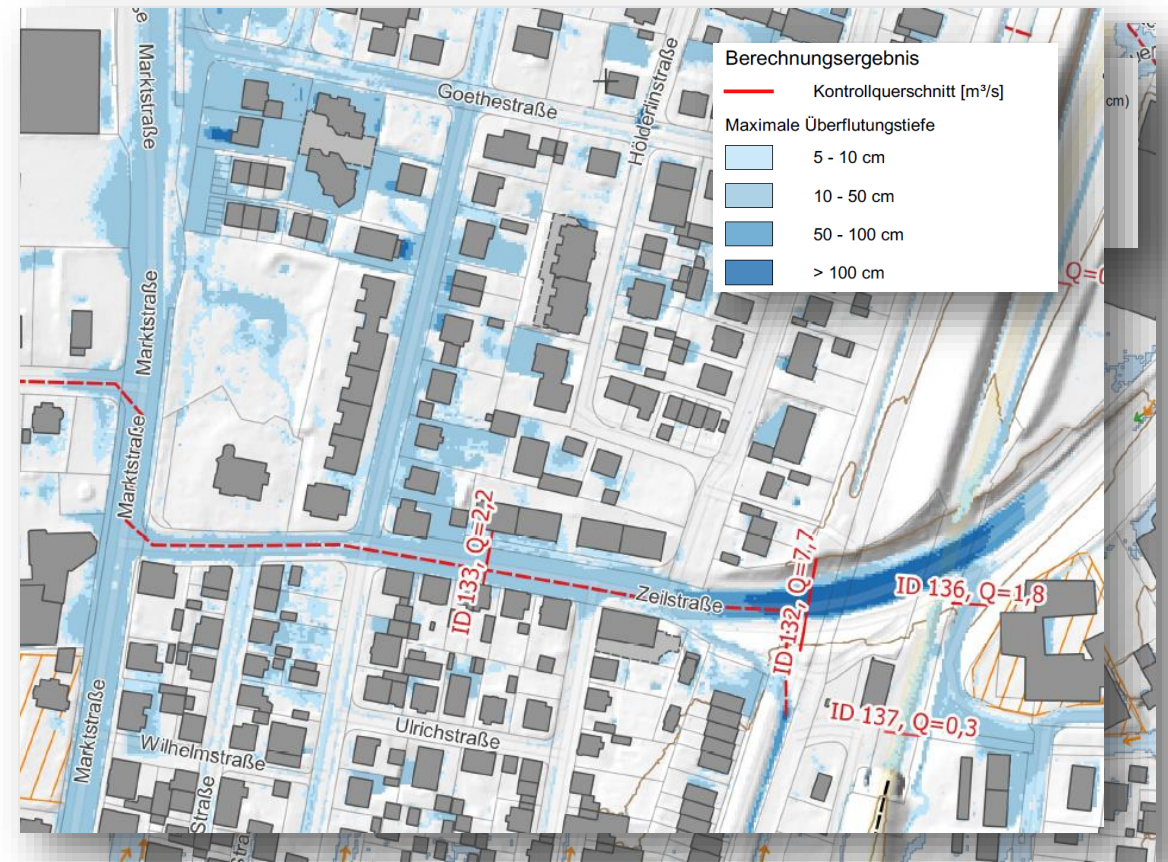 Berechnungsergebnis
Kontrollquerschnitt [m³/s]
Maximale Überflutungstiefe
5 - 10 cm
10 - 50 cm
50 - 100 cm
> 100 cm
cm)
Marktstraße
Goethestraße
Hölderlinstraße
Marktstraße
Marktstraße
ID 133, Q=2,2
Zeilstraße
ID 132, Q=7,7
ID 136, Q=1,8
ID 137, Q=0,3
Marktstraße
Ulrichstraße
Wilhelmstraße
Straße